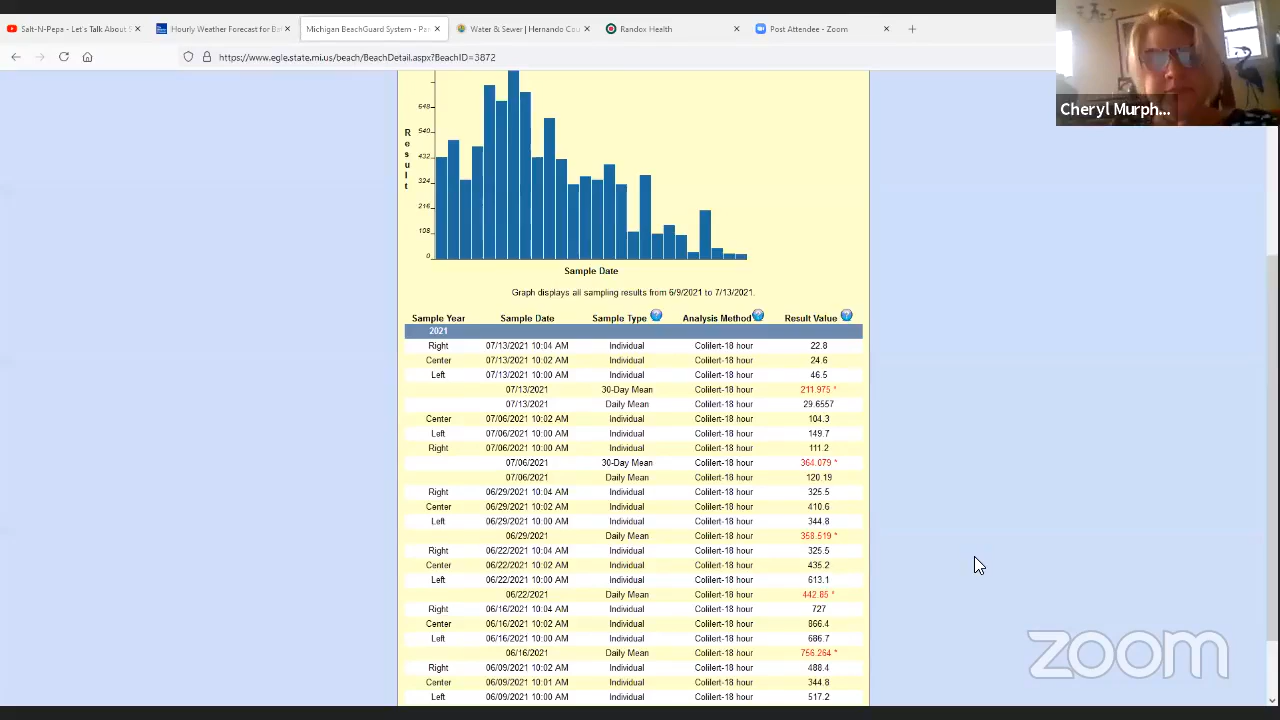 Salt-N-Pepa - Let's Talk About S
Hourly Weather Forecast for Ba
Michigan BeachGuard System - Par
Water & Sewer | Hernando Cou
Randox Health
Post Attendee - Zoom
https://www.egle.state.mi.us/beach/BeachDetail.aspx?BeachID=3872
Cheryl Murph...
Result
648
540
432
324
216
108
0
Sample Date
Graph displays all sampling results from 6/9/2021 to 7/13/2021.
Sample Year Sample Date Sample Type ? Analysis Method ? Result Value ?
2021
Right 07/13/2021 10:04 AM Individual Colilert-18 hour 22.8
Center 07/13/2021 10:02 AM Individual Colilert-18 hour 24.6
Left 07/13/2021 10:00 AM Individual Colilert-18 hour 46.5
07/13/2021 30-Day Mean Colilert-18 hour 211.975 *
07/13/2021 Daily Mean Colilert-18 hour 29.6557
Center 07/06/2021 10:02 AM Individual Colilert-18 hour 104.3
Left 07/06/2021 10:00 AM Individual Colilert-18 hour 149.7
Right 07/06/2021 10:00 AM Individual Colilert-18 hour 111.2
07/06/2021 30-Day Mean Colilert-18 hour 364.079 *
07/06/2021 Daily Mean Colilert-18 hour 120.19
Right 06/29/2021 10:04 AM Individual Colilert-18 hour 325.5
Center 06/29/2021 10:02 AM Individual Colilert-18 hour 410.6
Left 06/29/2021 10:00 AM Individual Colilert-18 hour 344.8
06/29/2021 Daily Mean Colilert-18 hour 358.519 *
Right 06/22/2021 10:04 AM Individual Colilert-18 hour 325.5
Center 06/22/2021 10:02 AM Individual Colilert-18 hour 435.2
Left 06/22/2021 10:00 AM Individual Colilert-18 hour 613.1
06/22/2021 Daily Mean Colilert-18 hour 442.85 *
Right 06/16/2021 10:04 AM Individual Colilert-18 hour 727
Center 06/16/2021 10:02 AM Individual Colilert-18 hour 866.4
Left 06/16/2021 10:00 AM Individual Colilert-18 hour 686.7
06/16/2021 Daily Mean Colilert-18 hour 756.264 *
Right 06/09/2021 10:02 AM Individual Colilert-18 hour 488.4
Center 06/09/2021 10:01 AM Individual Colilert-18 hour 344.8
Left 06/09/2021 10:00 AM Individual Colilert-18 hour 517.2
zoom